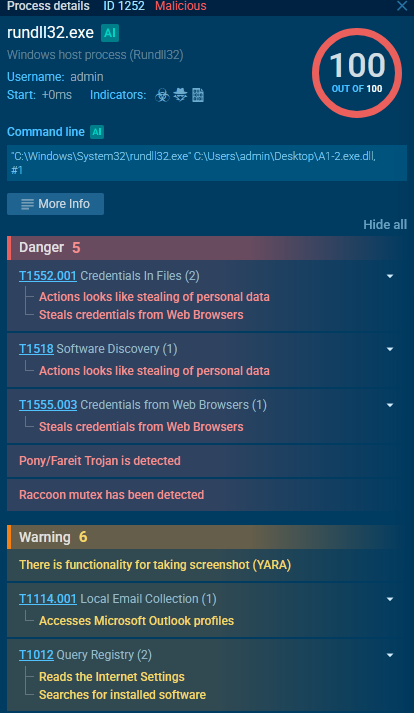 Process details ID 1252 Malicious
rundll32.exe AI
Windows host process (Rundll32)
Username: admin
Start: +0ms Indicators:
100
OUT OF 100
Command line AI
"C:\Windows\System32\rundll32.exe" C:\Users\admin\Desktop\A1-2.exe.dll,
#1
More Info
Hide all
Danger 5
T1552.001 Credentials In Files (2)
Actions looks like stealing of personal data
Steals credentials from Web Browsers
T1518 Software Discovery (1)
Actions looks like stealing of personal data
T1555.003 Credentials from Web Browsers (1)
Steals credentials from Web Browsers
Pony/Fareit Trojan is detected
Raccoon mutex has been detected
Warning 6
There is functionality for taking screenshot (YARA)
T1114.001 Local Email Collection (1)
Accesses Microsoft Outlook profiles
T1012 Query Registry (2)
Reads the Internet Settings
Searches for installed software